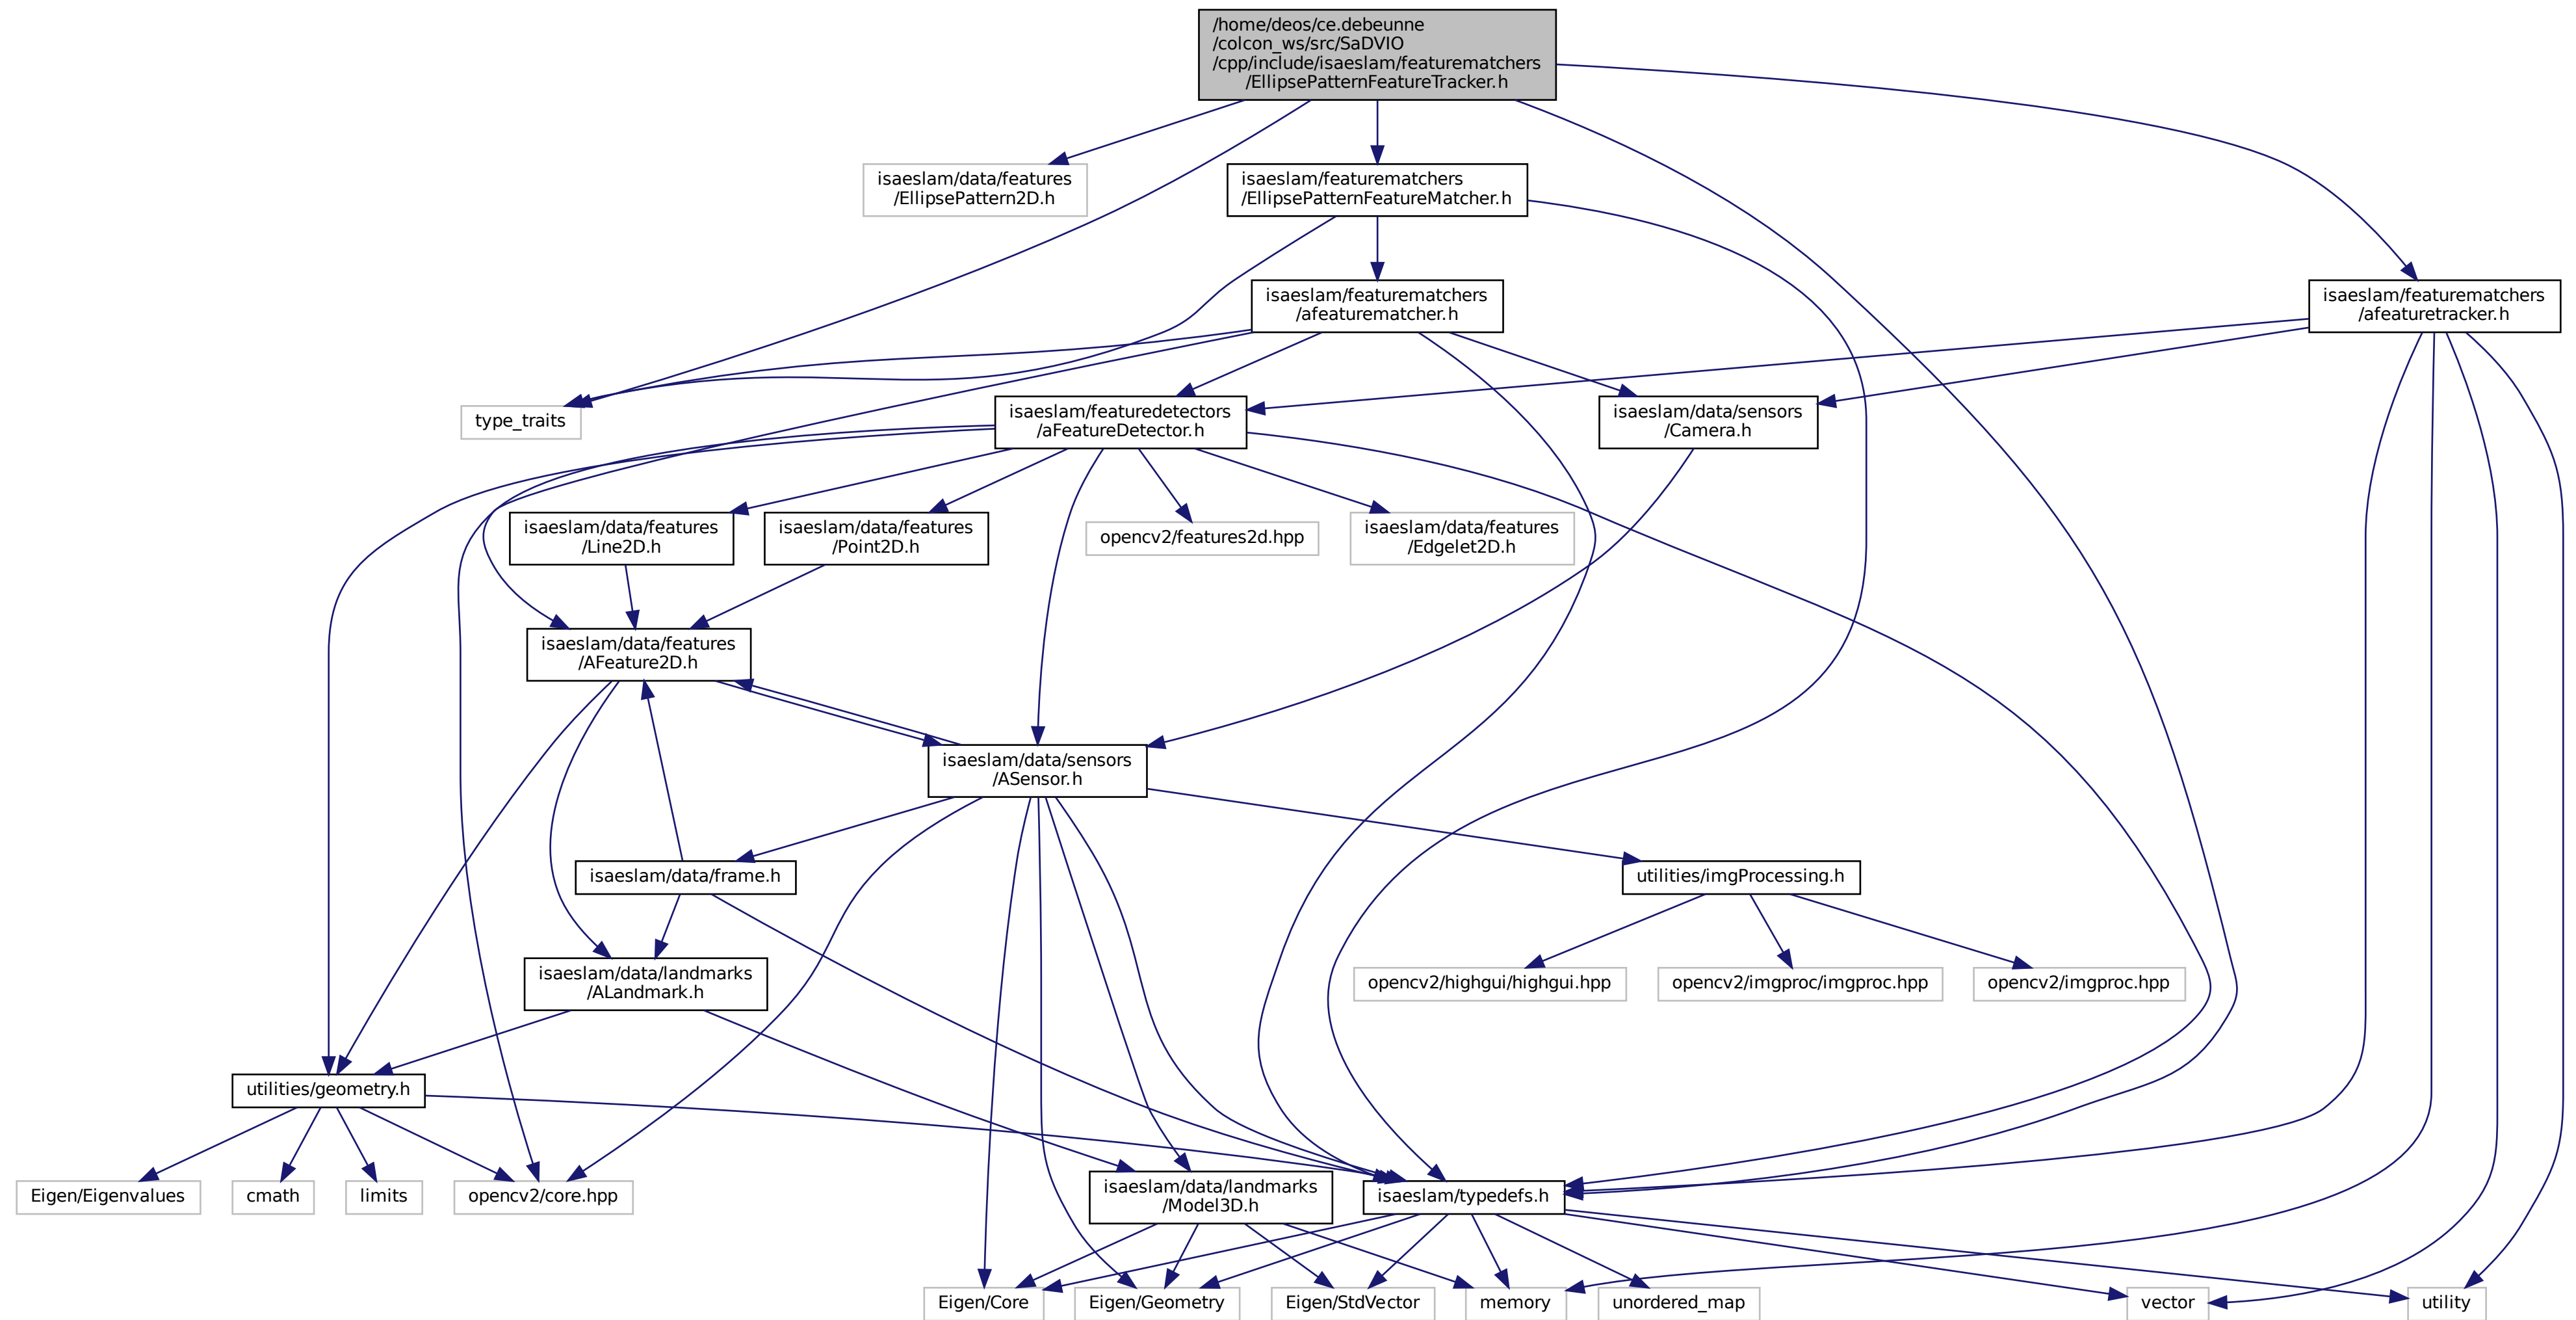 /home/deos/ce.debeunne
/colcon_ws/src/SaDVIO
/cpp/include/isaeslam/featurematchers
/EllipsePatternFeatureTracker.h
isaeslam/data/features
/EllipsePattern2D.h
isaeslam/featurematchers
/EllipsePatternFeatureMatcher.h
isaeslam/featurematchers
/afeaturematcher.h
isaeslam/featurematchers
/afeaturetracker.h
type_traits
isaeslam/featuredetectors
/aFeatureDetector.h
isaeslam/data/sensors
/Camera.h
isaeslam/data/features
/Line2D.h
isaeslam/data/features
/Point2D.h
opencv2/features2d.hpp
isaeslam/data/features
/Edgelet2D.h
isaeslam/data/features
/AFeature2D.h
isaeslam/data/sensors
/ASensor.h
isaeslam/data/frame.h
utilities/imgProcessing.h
isaeslam/data/landmarks
/ALandmark.h
opencv2/highgui/highgui.hpp
opencv2/imgproc/imgproc.hpp
opencv2/imgproc.hpp
utilities/geometry.h
Eigen/Eigenvalues
cmath
limits
opencv2/core.hpp
isaeslam/data/landmarks
/Model3D.h
isaeslam/typedefs.h
Eigen/Core
Eigen/Geometry
Eigen/StdVector
memory
unordered_map
vector
utility